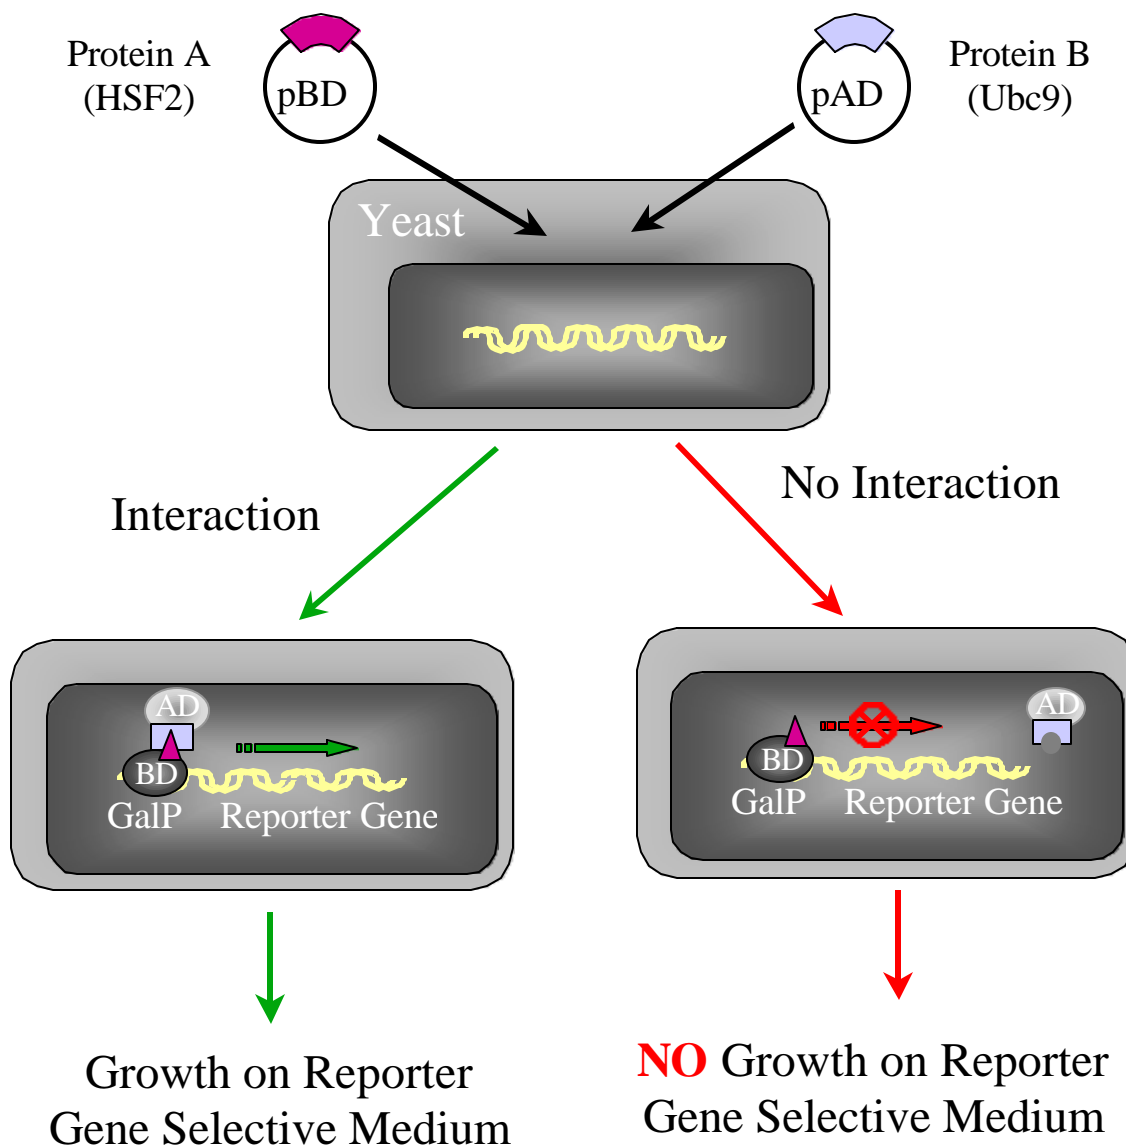 Protein A
(HSF2)
pBD
pAD
Protein B
(Ubc9)
Yeast
Interaction
No Interaction
AD
BD
GalP
Reporter Gene
AD
BD
GalP
Reporter Gene
Growth on Reporter
Gene Selective Medium
NO Growth on Reporter
Gene Selective Medium